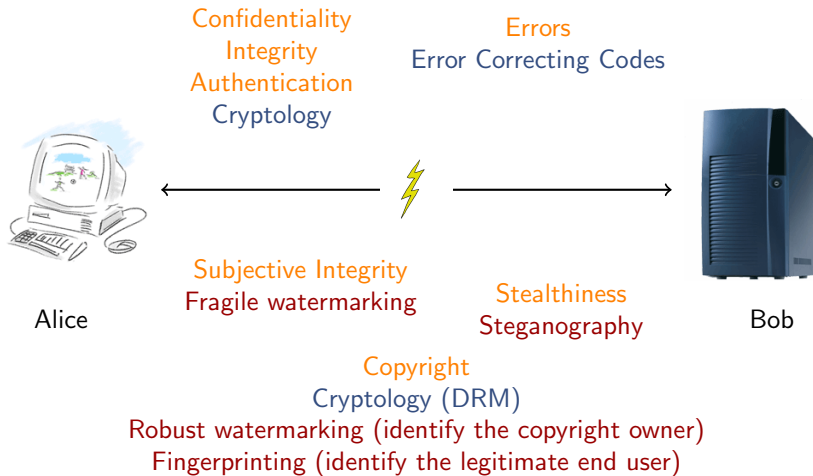 Confidentiality
Integrity
Authentication
Cryptology
Errors
Error Correcting Codes
Alice
Bob
Subjective Integrity
Fragile watermarking
Stealthiness
Steganography
Copyright
Cryptology (DRM)
Robust watermarking (identify the copyright owner)
Fingerprinting (identify the legitimate end user)